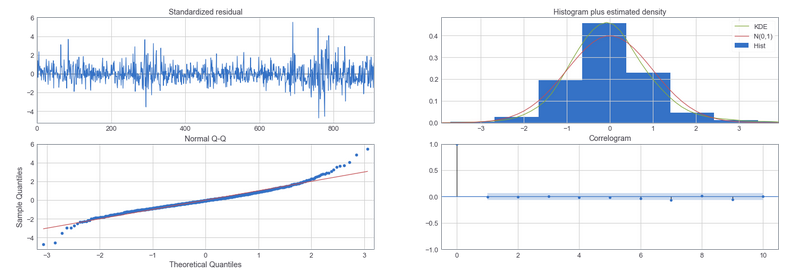 Standardized residual
6
4
2
0
−2
−4
0 200 400 600 800
Histogram plus estimated density
KDE
N(0,1)
Hist
0.4
0.3
0.2
0.1
0.0
−3 −2 −1 0 1 2 3
Normal Q-Q
Sample Quantiles
6
4
2
0
−2
−4
−3 −2 −1 0 1 2 3
Theoretical Quantiles
Correlogram
1.0
0.5
0.0
−0.5
−1.0
0 2 4 6 8 10